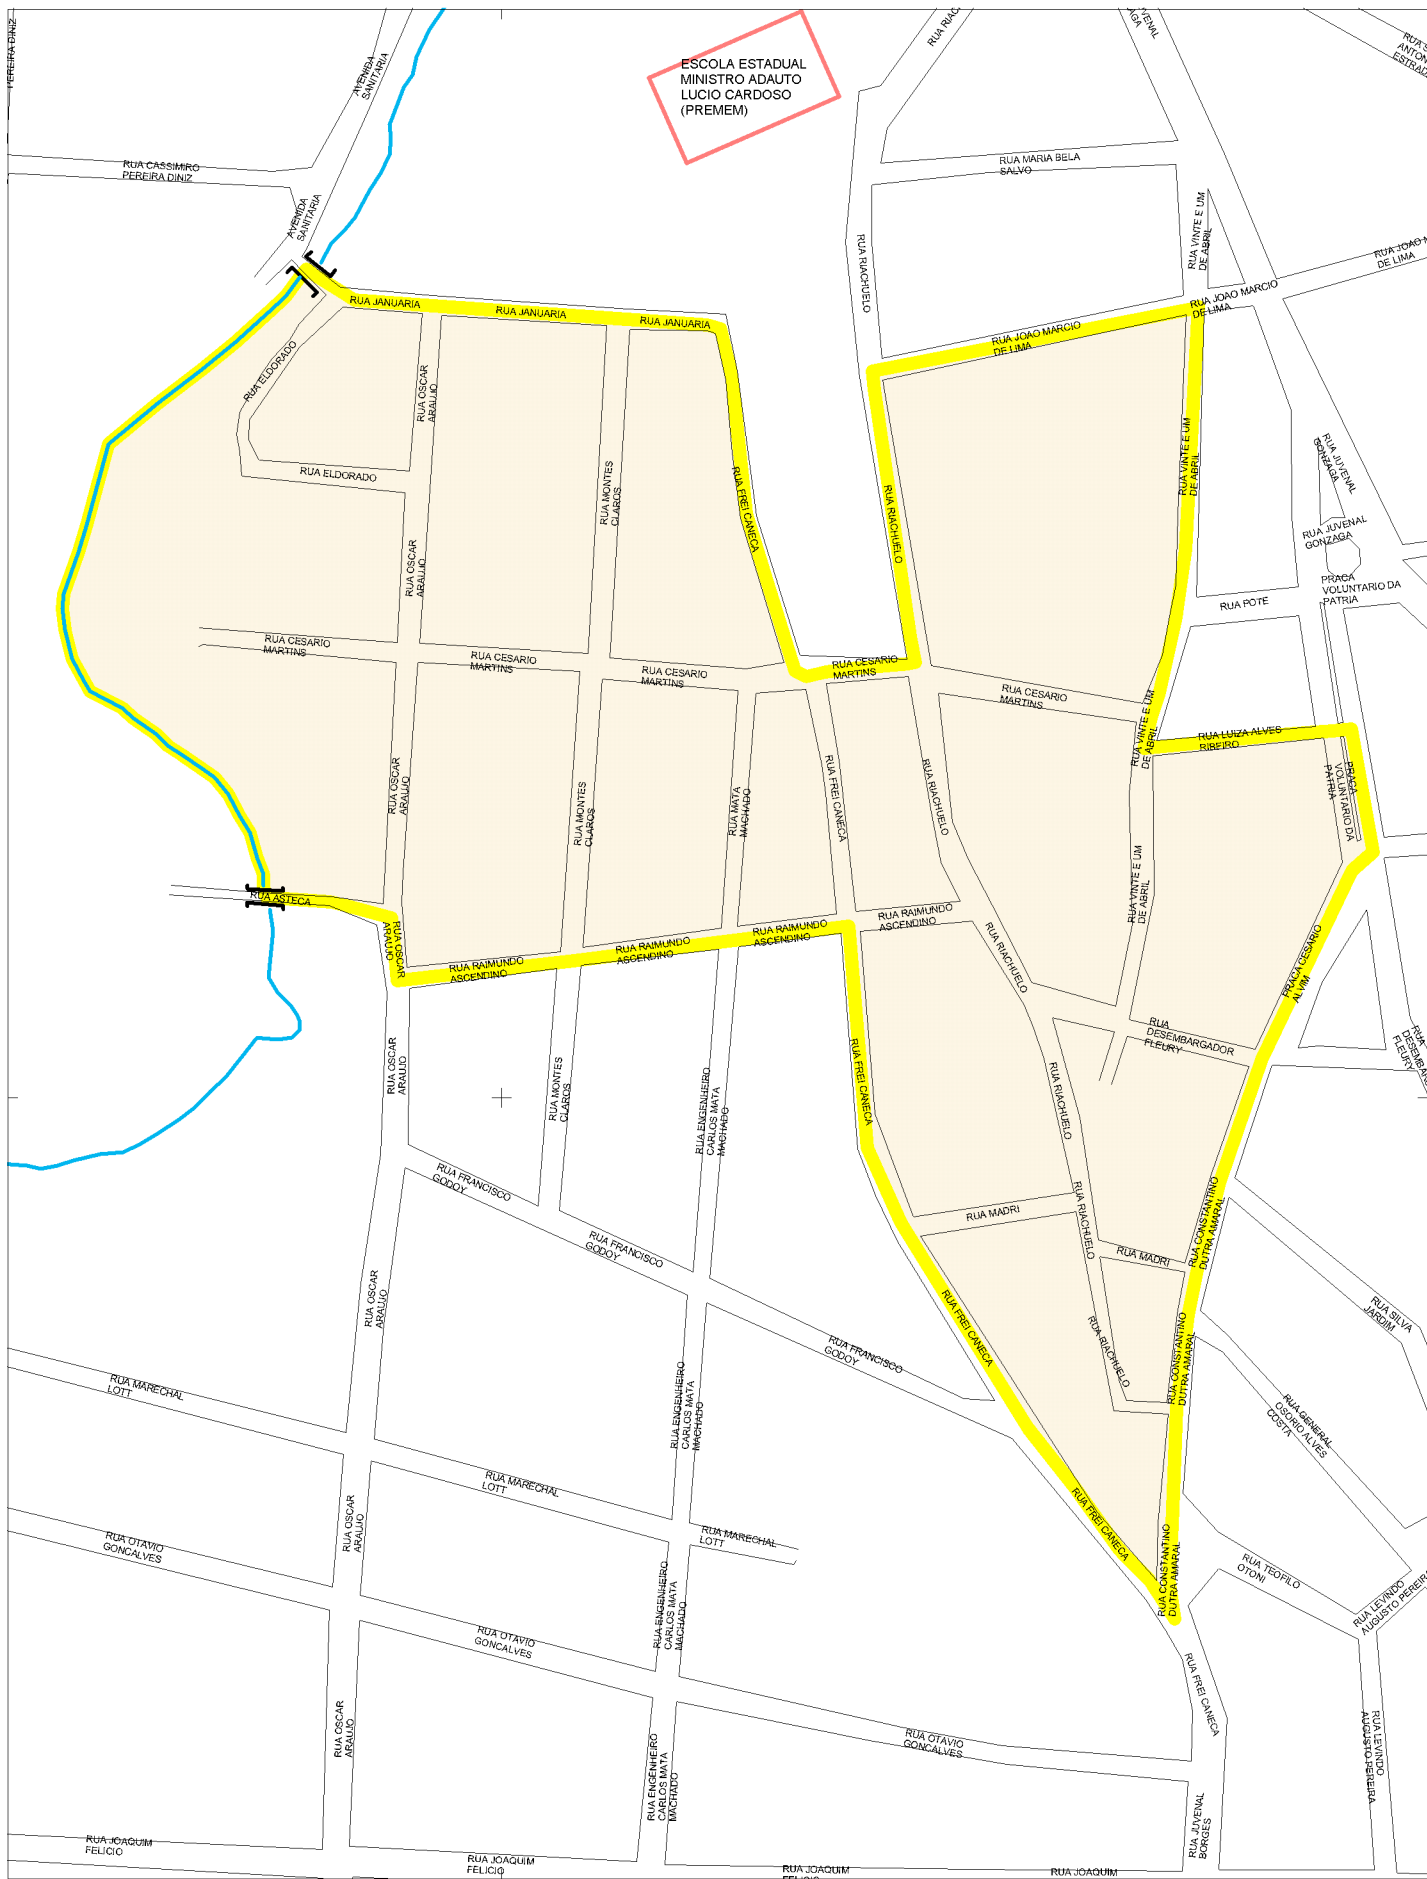 PEREIRA DINIZ
AVENIDA
SANITARIA
ESCOLA ESTADUAL
MINISTRO ADAUTO
LUCIO CARDOSO
(PREMEM)
RUA CASSIMIRO
PEREIRA DINIZ
RUA MARIA BELA
SALVO
AVENIDA
SANITARIA
RUA RIACHUELO
RUA VINTE E UM
DE ABRIL
RUA JANUARIA
RUA JANUARIA
RUA JANUARIA
RUA JOAO MARCIO
DE LIMA
RUA JOAO MARCIO
DE LIMA
DE LIMA
RUA ELDORADO
RUA OSCAR
ARAUJO
RUA ELDORADO
RUA MONTES
CLAROS
RUA FREI CANECA
RUA RIACHUELO
RUA VINTE E UM
DE ABRIL
RUA JUVENAL
GONZAGA
RUA JUVENAL
GONZAGA
RUA OSCAR
ARAUJO
PRACA
VOLUNTARIO DA
PATRIA
RUA POTE
RUA CESARIO
MARTINS
RUA CESARIO
MARTINS
RUA CESARIO
MARTINS
RUA CESARIO
MARTINS
RUA CESARIO
MARTINS
RUA VINTE E UM
DE ABRIL
RUA LUIZA ALVES
RIBEIRO
PRACA
VOLUNTARIO DA
PATRIA
RUA OSCAR
ARAUJO
RUA MONTES
CLAROS
RUA MATA
MACHADO
RUA FREI CANECA
RUA RIACHUELO
RUA VINTE E UM
DE ABRIL
RUA ASTECA
RUA OSCAR
ARAUJO
RUA RAIMUNDO
ASCENDINO
RUA RAIMUNDO
ASCENDINO
RUA RAIMUNDO
ASCENDINO
RUA RAIMUNDO
ASCENDINO
RUA RIACHUELO
PRACA CESARIO
ALVIM
RUA
DESEMBARGADOR
FLEURY
RUA OSCAR
ARAUJO
RUA MONTES
CLAROS
RUA ENGENHEIRO
CARLOS MATA
MACHADO
RUA FREI CANECA
RUA RIACHUELO
RUA FRANCISCO
GODOY
RUA FRANCISCO
GODOY
RUA MADRI
RUA RIACHUELO
RUA MADRI
RUA CONSTANTINO
DUTRA AMARAL
RUA OSCAR
ARAUJO
RUA FREI CANECA
RUA FRANCISCO
GODOY
RUA RIACHUELO
RUA CONSTANTINO
DUTRA AMARAL
RUA SILVA
JARDIM
RUA MARECHAL
LOTT
RUA ENGENHEIRO
CARLOS MATA
MACHADO
RUA GENERAL
OSORIO ALVES
COSTA
RUA MARECHAL
LOTT
RUA OSCAR
ARAUJO
RUA MARECHAL
LOTT
RUA FREI CANECA
RUA CONSTANTINO
DUTRA AMARAL
RUA OTAVIO
GONCALVES
RUA ENGENHEIRO
CARLOS MATA
MACHADO
RUA TEOFILO
OTONI
RUA LEVINDO
AUGUSTO PEREIRA
RUA OTAVIO
GONCALVES
RUA OSCAR
ARAUJO
RUA FREI CANECA
RUA OTAVIO
GONCALVES
RUA ENGENHEIRO
CARLOS MATA
MACHADO
RUA LEVINDO
AUGUSTO PEREIRA
RUA JUVENAL
BORGES
RUA JOAQUIM
FELICIO
RUA JOAQUIM
FELICIO
RUA JOAQUIM
RUA JOAQUIM